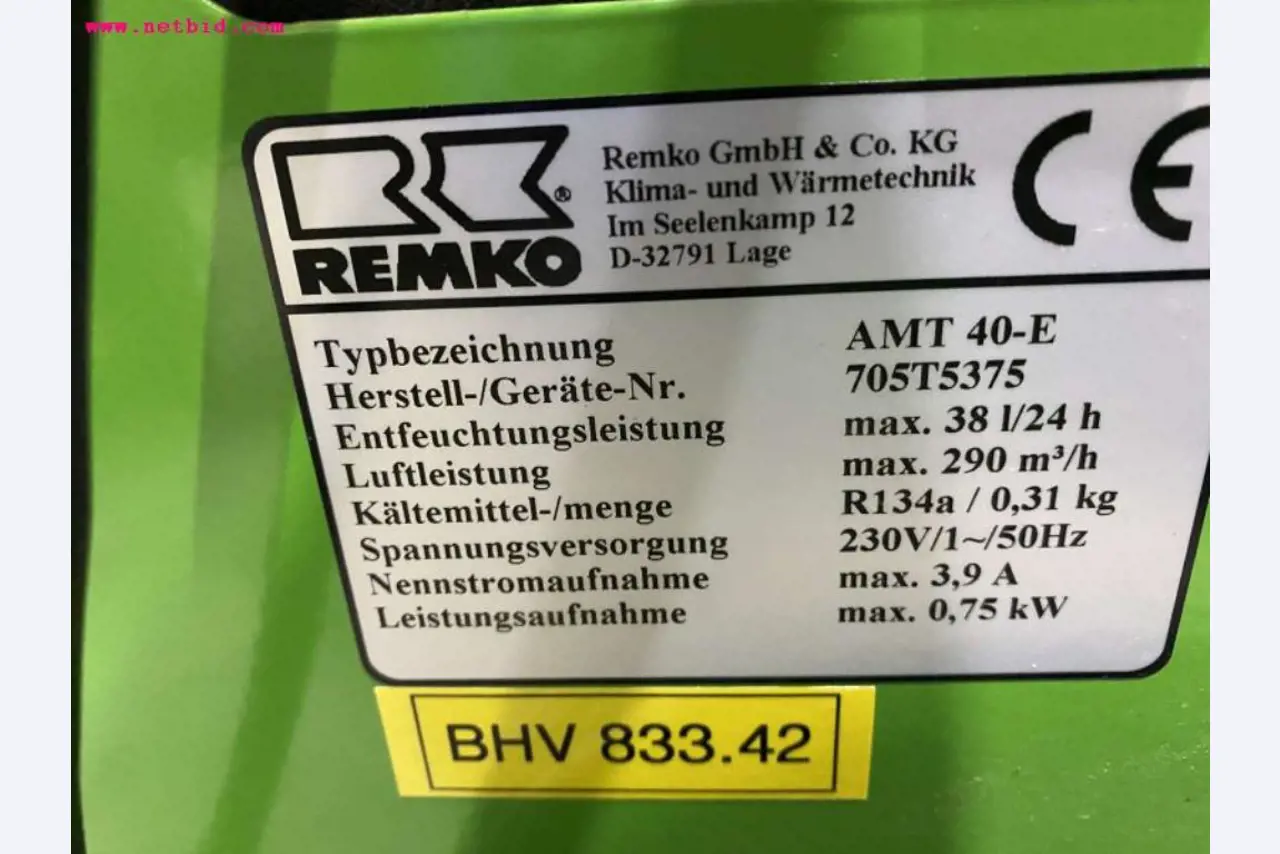 www.netbid.com
REMKO
Remko GmbH & Co. KG
Klima- und Wärmetechnik
Im Seelenkamp 12
D-32791 Lage
CE
Typbezeichnung AMT 40-E
Herstell-/Geräte-Nr. 705T5375
Entfeuchtungsleistung max. 38 l/24 h
Luftleistung max. 290 m³/h
Kältemittel-/menge R134a / 0,31 kg
Spannungsversorgung 230V/1~/50Hz
Nennstromaufnahme max. 3,9 A
Leistungsaufnahme max. 0,75 kW
BHV 833.42